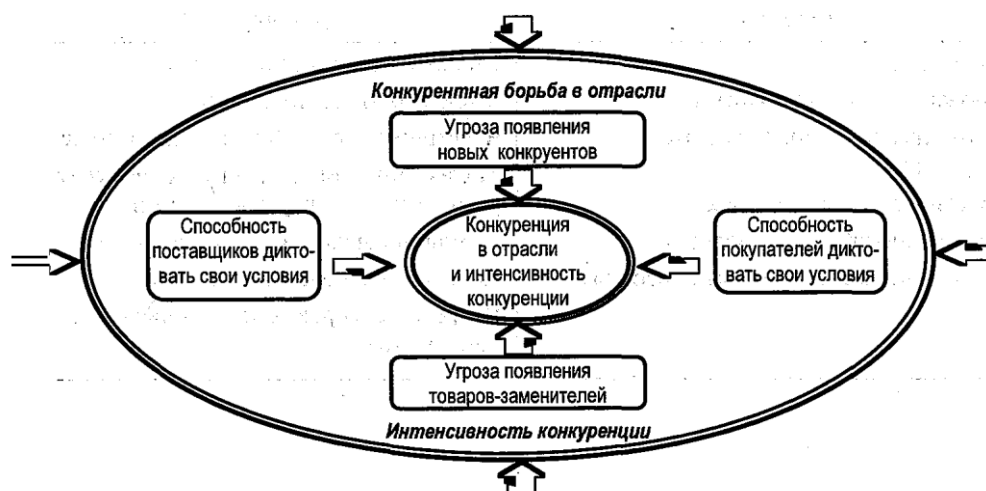 Конкурентная борьба в отрасли
Угроза появления
новых конкруентов
Способность
поставщиков дикто-
вать свои условия
Конкуренция
в отрасли
и интенсивность
конкуренции
Способность
покупателей дикто-
вать свои условия
Угроза появления
товаров-заменителей
Интенсивность конкуренции